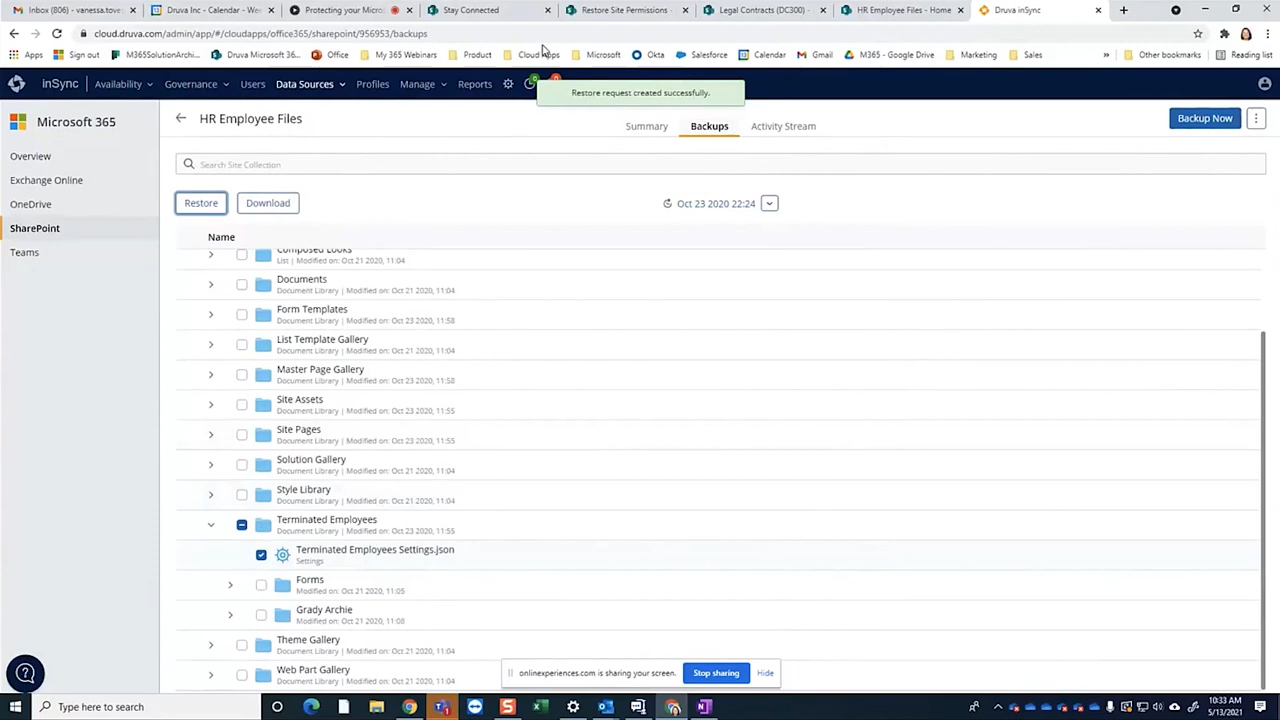 Inbox (806) - vanessa.tove
Druva Inc - Calendar - We
Protecting your Micro
Stay Connected
Restore Site Permissions -
Legal Contracts (DC300) -
HR Employee Files - Home
Druva inSync
cloud.druva.com/admin/app/#/cloudapps/office365/sharepoint/956953/backups
Apps
Sign out
M365SolutionArchi...
Druva Microsoft 36...
Office
My 365 Webinars
Product
Cloud Apps
Microsoft
Okta
Salesforce
Calendar
Gmail
M365 - Google Drive
Marketing
Sales
Other bookmarks
Reading list
inSync
Availability
Governance
Users
Data Sources
Profiles
Manage
Reports
0
Restore request created successfully.
Microsoft 365
HR Employee Files
Summary
Backups
Activity Stream
Backup Now
Overview
Exchange Online
OneDrive
SharePoint
Teams
Search Site Collection
Restore
Download
Oct 23 2020 22:24
Name
Composed Looks
List | Modified on: Oct 21 2020, 11:04
Documents
Document Library | Modified on: Oct 21 2020, 11:04
Form Templates
Document Library | Modified on: Oct 23 2020, 11:58
List Template Gallery
Document Library | Modified on: Oct 21 2020, 11:04
Master Page Gallery
Document Library | Modified on: Oct 23 2020, 11:58
Site Assets
Document Library | Modified on: Oct 23 2020, 11:55
Site Pages
Document Library | Modified on: Oct 23 2020, 11:55
Solution Gallery
Document Library | Modified on: Oct 21 2020, 11:04
Style Library
Document Library | Modified on: Oct 21 2020, 11:04
Terminated Employees
Document Library | Modified on: Oct 23 2020, 11:55
Terminated Employees Settings.json
Settings
Forms
Modified on: Oct 21 2020, 11:05
Grady Archie
Modified on: Oct 21 2020, 11:08
Theme Gallery
Document Library | Modified on: Oct 21 2020, 11:04
Web Part Gallery
Document Library | Modified on: Oct 21 2020, 11:04
onlinexperiences.com is sharing your screen.
Stop sharing
Hide
Type here to search
10:33 AM
5/13/2021